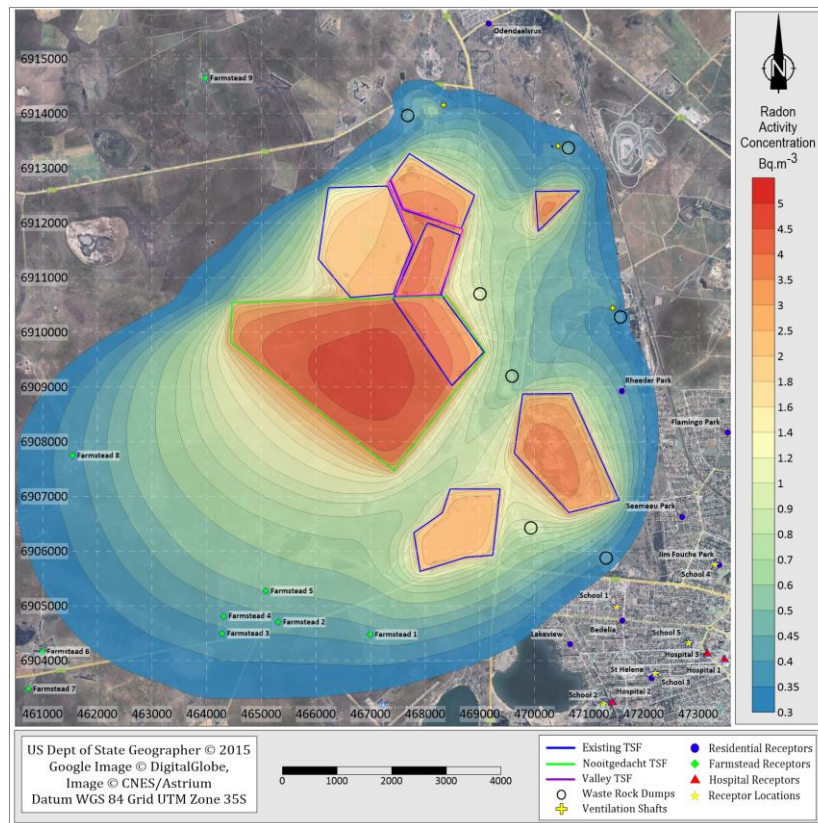 Odendaalsrus
6915000
Farmstead 9
6914000
6913000
6912000
6911000
6910000
6909000
Rheeder Park
Flamingo Park
6908000
Farmstead 8
6907000
Seemeeu Park
6906000
Jim Fouche Park
School 4
Farmstead 5
6905000
School 1
Farmstead 4
Farmstead 2
Bedelia
Farmstead 3
Farmstead 1
School 5
Lakeview
Farmstead 6
6904000
Hospital 3
Hospital 1
St Helena
School 3
Farmstead 7
School 2
Hospital 2
461000 462000 463000 464000 465000 466000 467000 468000 469000 470000 471000 472000 473000
N
Radon
Activity
Concentration
Bq.m-3
5
4
3.5
3
2.5
2
1.8
1.6
1.4
1.2
1
0.9
0.8
0.7
0.6
0.5
0.45
0.4
0.35
0.3
US Dept of State Geographer © 2015
Google Image © DigitalGlobe,
Image © CNES/Astrium
Datum WGS 84 Grid UTM Zone 35S
0 1000 2000 3000 4000
Existing TSF
Nooitgedacht TSF
Valley TSF
Waste Rock Dumps
Ventilation Shafts
Residential Receptors
Farmstead Receptors
Hospital Receptors
Receptor Locations